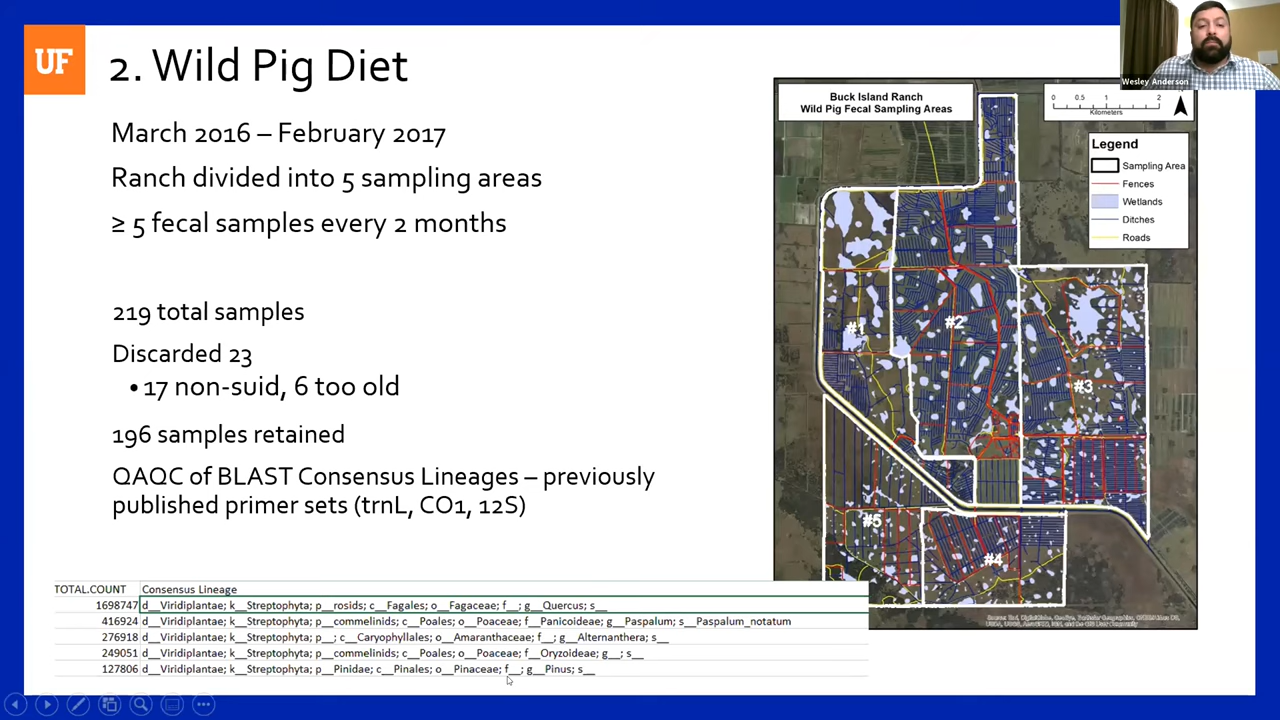 UF
2. Wild Pig Diet
Wesley Anderson
March 2016 – February 2017
Ranch divided into 5 sampling areas
≥ 5 fecal samples every 2 months
219 total samples
Discarded 23
• 17 non-suid, 6 too old
196 samples retained
QAQC of BLAST Consensus Lineages – previously
published primer sets (trnL, CO1, 12S)
Buck Island Ranch
Wild Pig Fecal Sampling Areas
0 0.5 1 2
Kilometers
Legend
Sampling Area
Fences
Wetlands
Ditches
Roads
#1
#2
#3
#5
#4
TOTAL.COUNT Consensus Lineage
1698747 d__Viridiplantae; k__Streptophyta; p__rosids; c__Fagales; o__Fagaceae; f__; g__Quercus; s__
416924 d__Viridiplantae; k__Streptophyta; p__commelinids; c__Poales; o__Poaceae; f__Panicoideae; g__Paspalum; s__Paspalum_notatum
276918 d__Viridiplantae; k__Streptophyta; p__; c__Caryophyllales; o__Amaranthaceae; f__; g__Alternanthera; s__
249051 d__Viridiplantae; k__Streptophyta; p__commelinids; c__Poales; o__Poaceae; f__Oryzoideae; g__; s__
127806 d__Viridiplantae; k__Streptophyta; p__Pinidae; c__Pinales; o__Pinaceae; f__; g__Pinus; s__